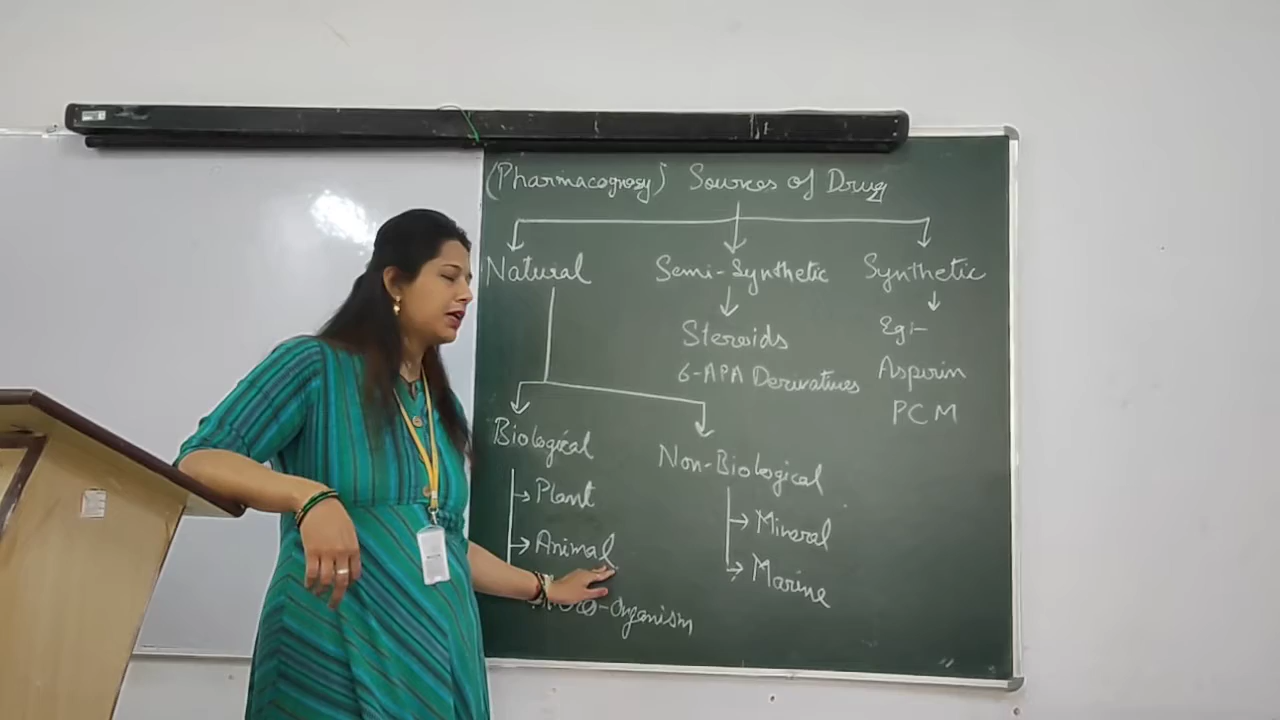 (Pharmacognosy) Sources of Drug
Natural
Semi-Synthetic
Synthetic
Steroids
6-APA Derivatives
Eg:-
Aspirin
PCM
Biological
Non-Biological
Plant
Animal
-Organism
Mineral
Marine